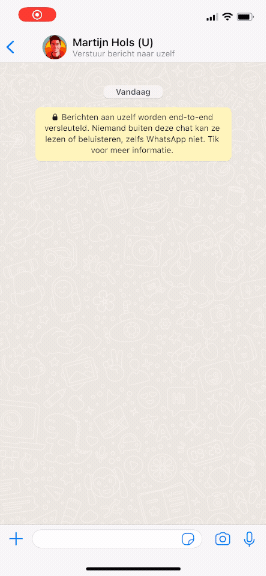 Martijn Hols (U)
Verstuur bericht naar uzelf
Vandaag
Berichten aan uzelf worden end-to-end
versleuteld. Niemand buiten deze chat kan ze
lezen of beluisteren, zelfs WhatsApp niet. Tik
voor meer informatie.